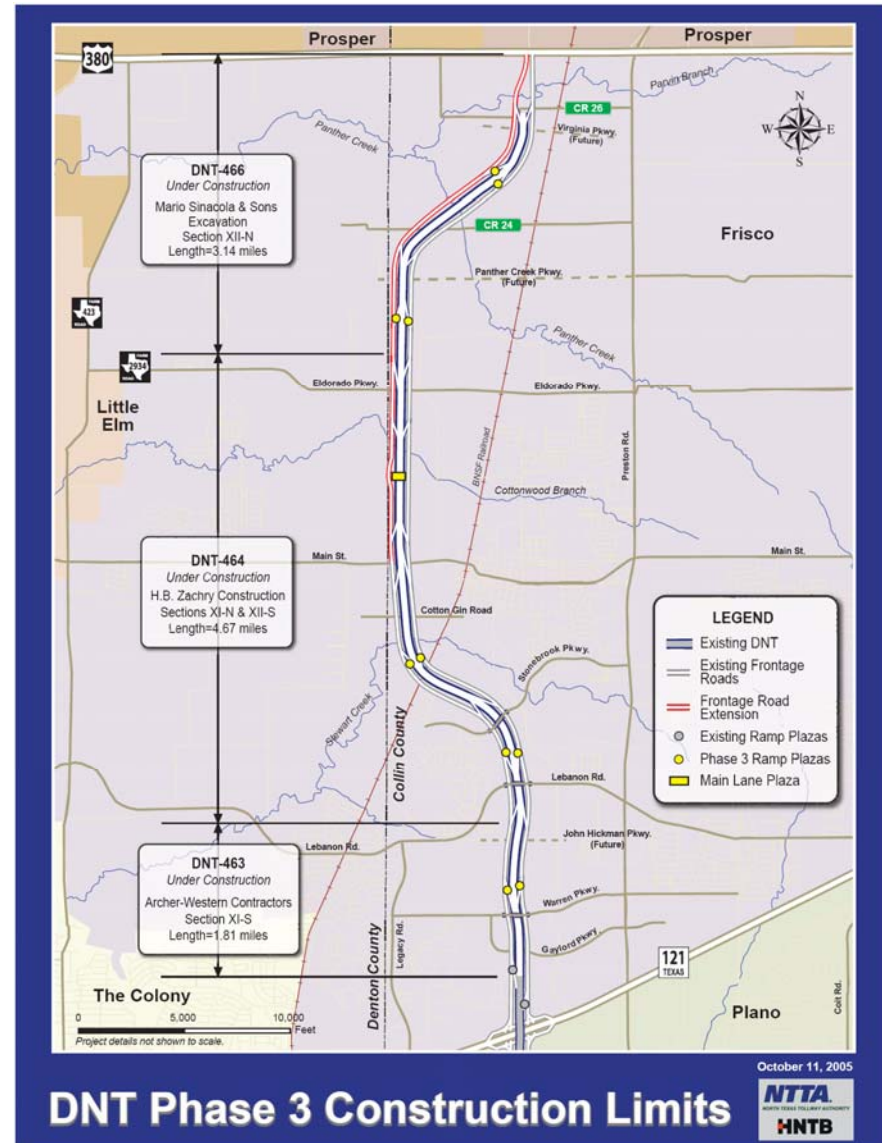 Prosper
Prosper
380
Parvin Branch
CR 26
Panther Creek
Virginia Pkwy.
(Future)
N
W
E
S
DNT-466
Under Construction
Mario Sinacola & Sons
Excavation
Section XII-N
Length=3.14 miles
CR 24
Frisco
Panther Creek Pkwy.
(Future)
423
Panther Creek
2934
Eldorado Pkwy.
Eldorado Pkwy.
Little
Elm
Preston Rd.
BNSF Railroad
Cottonwood Branch
Main St.
Main St.
DNT-464
Under Construction
H.B. Zachry Construction
Sections XI-N & XII-S
Length=4.67 miles
Cotton Gin Road
Stonebrook Pkwy.
Stewart Creek
Collin County
LEGEND
Existing DNT
Existing Frontage
Roads
Frontage Road
Extension
Existing Ramp Plazas
Phase 3 Ramp Plazas
Main Lane Plaza
Lebanon Rd.
John Hickman Pkwy.
(Future)
Lebanon Rd.
DNT-463
Under Construction
Archer-Western Contractors
Section XI-S
Length=1.81 miles
Warren Pkwy.
Legacy Rd.
Gaylord Pkwy
121
TEXAS
Denton County
The Colony
Plano
Coit Rd.
0
5,000
10,000
Feet
Project details not shown to scale.
October 11, 2005
DNT Phase 3 Construction Limits
NTTA
NORTH TEXAS TOLLWAY AUTHORITY
HNTB